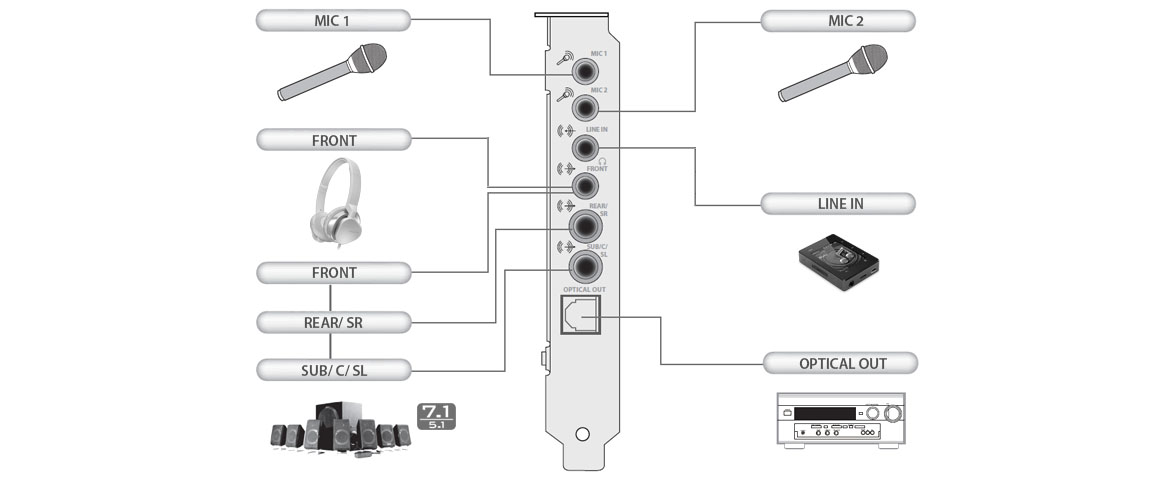 MIC 1
MIC 2
MIC 1
MIC 2
LINE IN
FRONT
FRONT
REAR/
SR
LINE IN
SUB/C/
SL
FRONT
OPTICAL OUT
REAR/ SR
SUB/ C/ SL
OPTICAL OUT
7.1
5.1